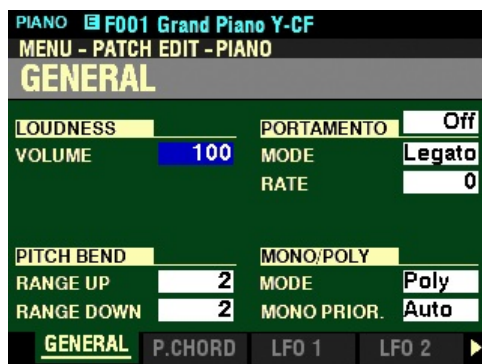 PIANO E F001 Grand Piano Y-CF
MENU - PATCH EDIT - PIANO
GENERAL
LOUDNESS
VOLUME 100
PORTAMENTO Off
MODE Legato
RATE 0
PITCH BEND
RANGE UP 2
RANGE DOWN 2
MONO/POLY
MODE Poly
MONO PRIOR. Auto
GENERAL P.CHORD LFO 1 LFO 2